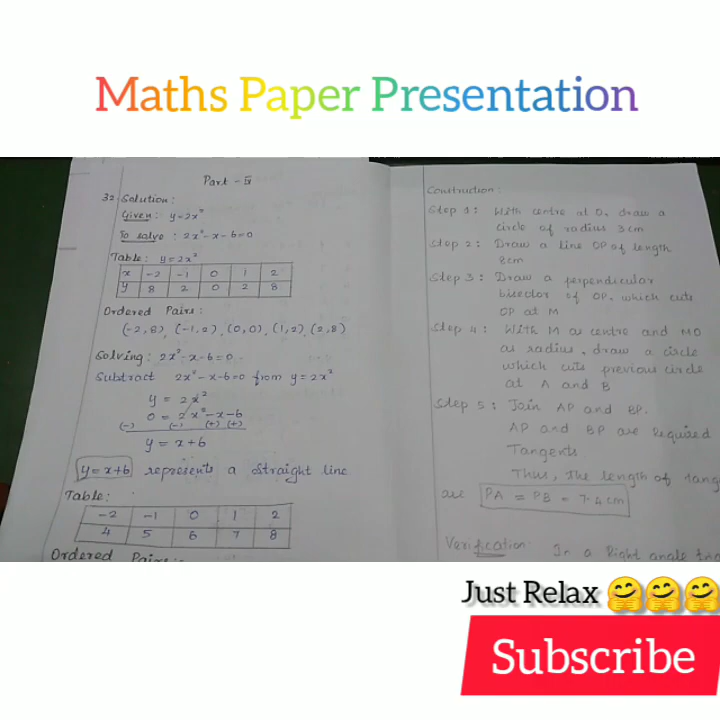 Maths Paper Presentation
Part - IV
32 Solution:
Given: y=2x²
To solve: 2x²-x-6=0
Table: y=2x²
x -2 -1 0 1 2
y 8 2 0 2 8
Ordered Pairs:
(-2,8), (-1,2), (0,0), (1,2), (2,8)
Solving: 2x²-x-6=0
Subtract 2x²-x-6=0 from y=2x²
y = 2x²
0 = 2x²-x-6
(-) (-) (+) (+)
y = x+6
y=x+6 represents a straight line
Table:
-2 -1 0 1 2
4 5 6 7 8
Ordered Pairs:
Construction:
Step 1: With centre at O, draw a
circle of radius 3cm
Step 2: Draw a line OP of length
8cm
Step 3: Draw a perpendicular
bisector of OP, which cuts
OP at M
Step 4: With M as centre and MO
as radius, draw a circle
which cuts previous circle
at A and B
Step 5: Join AP and BP.
AP and BP are required
Tangents
Thus, The length of tang
are PA = PB = 7.4cm
Verification: In a Right angle
Just Relax 🤗🤗🤗
Subscribe